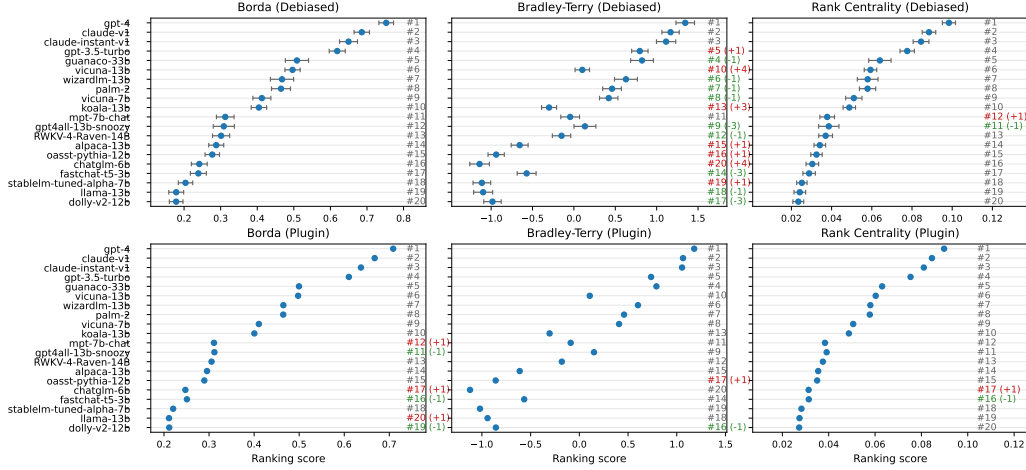 Borda (Debiased) Bradley-Terry (Debiased) Rank Centrality (Debiased)
gpt-4 #1 #1 #1
claude-v1 #2 #2 #2
claude-instant-v1 #3 #3 #3
gpt-3.5-turbo #4 #5 (+1) #4
guanaco-33b #5 #4 (-1) #5
vicuna-13b #6 #10 (+4) #6
wizardlm-13b #7 #6 (-1) #7
palm-2 #8 #7 (-1) #8
vicuna-7b #9 #8 (-1) #9
koala-13b #10 #13 (+3) #10
mpt-7b-chat #11 #11 #12 (+1)
gpt4all-13b-snoozy #12 #9 (-3) #11 (-1)
RWKV-4-Raven-14B #13 #12 (-1) #13
alpaca-13b #14 #15 (+1) #14
oasst-pythia-12b #15 #16 (+1) #15
chatglm-6b #16 #20 (+4) #16
fastchat-t5-3b #17 #14 (-3) #17
stablelm-tuned-alpha-7b #18 #19 (+1) #18
llama-13b #19 #18 (-1) #19
dolly-v2-12b #20 #17 (-3) #20
0.2 0.3 0.4 0.5 0.6 0.7 0.8 −1.0 −0.5 0.0 0.5 1.0 1.5 0.02 0.04 0.06 0.08 0.10 0.12
Borda (Plugin) Bradley-Terry (Plugin) Rank Centrality (Plugin)
gpt-4 #1 #1 #1
claude-v1 #2 #2 #2
claude-instant-v1 #3 #3 #3
gpt-3.5-turbo #4 #5 #4
guanaco-33b #5 #4 #5
vicuna-13b #6 #10 #6
wizardlm-13b #7 #6 #7
palm-2 #8 #7 #8
vicuna-7b #9 #8 #9
koala-13b #10 #13 #10
mpt-7b-chat #12 (+1) #11 #12
gpt4all-13b-snoozy #11 (-1) #9 #11
RWKV-4-Raven-14B #13 #12 #13
alpaca-13b #14 #15 #14
oasst-pythia-12b #15 #17 (+1) #15
chatglm-6b #17 (+1) #20 #17 (+1)
fastchat-t5-3b #16 (-1) #14 #16 (-1)
stablelm-tuned-alpha-7b #18 #19 #18
llama-13b #20 (+1) #18 #19
dolly-v2-12b #19 (-1) #16 (-1) #20
0.2 0.3 0.4 0.5 0.6 0.7 −1.0 −0.5 0.0 0.5 1.0 1.5 0.02 0.04 0.06 0.08 0.10 0.12
Ranking score Ranking score Ranking score